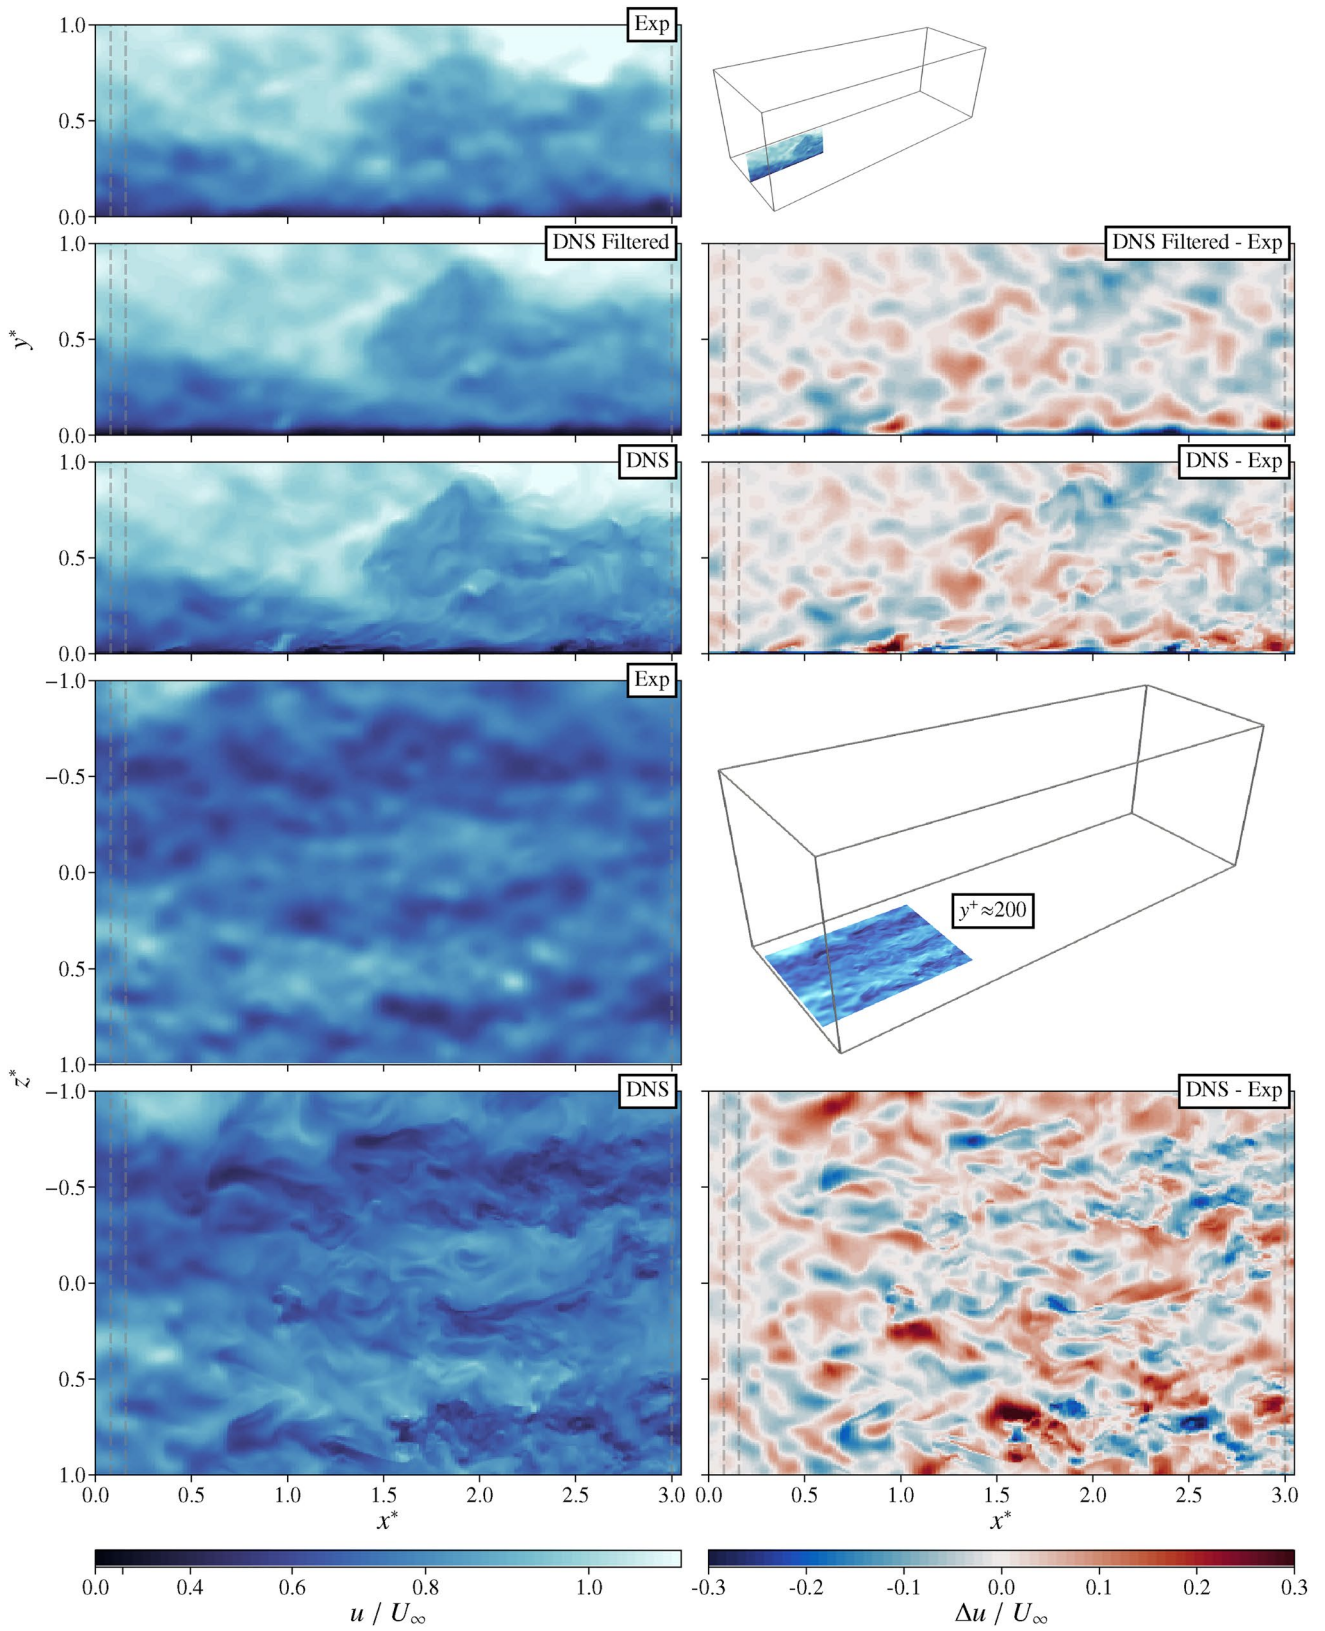 Exp
1.0
0.5
0.0
DNS Filtered
1.0
0.5
0.0
DNS Filtered - Exp
y*
DNS
1.0
0.5
0.0
DNS - Exp
Exp
−1.0
−0.5
0.0
0.5
1.0
y⁺≈200
z*
DNS
−1.0
−0.5
0.0
0.5
1.0
DNS - Exp
0.0 0.5 1.0 1.5 2.0 2.5 3.0
x*
0.0 0.5 1.0 1.5 2.0 2.5 3.0
x*
0.0 0.4 0.6 0.8 1.0
u / U∞
-0.3 -0.2 -0.1 0.0 0.1 0.2 0.3
Δu / U∞